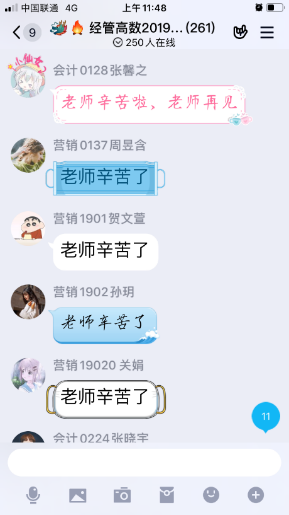 中国联通 4G
上午11:48
9
经管高数2019...(261)
250人在线
小仙女
会计0128张馨之
老师辛苦啦，老师再见
营销0137周昱含
老师辛苦了
营销1901贺文萱
老师辛苦了
营销1902孙玥
老师辛苦了
营销19020 关娟
老师辛苦了
11
会计0224张晓宇